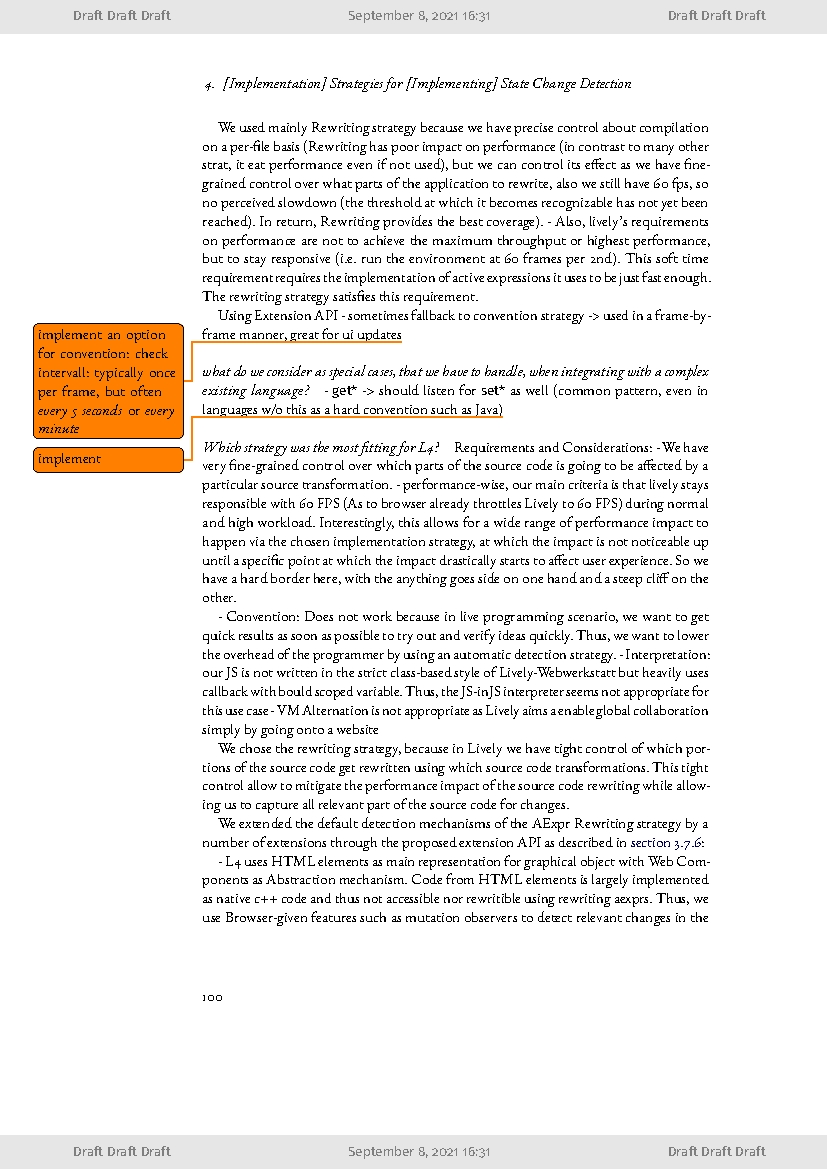 Draft Draft Draft September 8, 2021 16:31 Draft Draft Draft
4. [Implementation] Strategies for [Implementing] State Change Detection
We used mainly Rewriting strategy because we have precise control about compilation
on a per-file basis (Rewriting has poor impact on performance (in contrast to many other
strat, it eat performance even if not used), but we can control its effect as we have fine-
grained control over what parts of the application to rewrite, also we still have 60 fps, so
no perceived slowdown (the threshold at which it becomes recognizable has not yet been
reached). In return, Rewriting provides the best coverage). - Also, lively's requirements
on performance are not to achieve the maximum throughput or highest performance,
but to stay responsive (i.e. run the environment at 60 frames per 2nd). This soft time
requirement requires the implementation of active expressions it uses to be just fast enough.
The rewriting strategy satisfies this requirement.
Using Extension API - sometimes fallback to convention strategy -> used in a frame-by-
frame manner, great for ui updates
implement an option
for convention: check
intervall: typically once
per frame, but often
every 5 seconds or every
minute
what do we consider as special cases, that we have to handle, when integrating with a complex
existing language? - get* -> should listen for set* as well (common pattern, even in
languages w/o this as a hard convention such as Java)
implement
Which strategy was the most fitting for L4? Requirements and Considerations: - We have
very fine-grained control over which parts of the source code is going to be affected by a
particular source transformation. - performance-wise, our main criteria is that lively stays
responsible with 60 FPS (As to browser already throttles Lively to 60 FPS) during normal
and high workload. Interestingly, this allows for a wide range of performance impact to
happen via the chosen implementation strategy, at which the impact is not noticeable up
until a specific point at which the impact drastically starts to affect user experience. So we
have a hard border here, with the anything goes side on one hand and a steep cliff on the
other.
- Convention: Does not work because in live programming scenario, we want to get
quick results as soon as possible to try out and verify ideas quickly. Thus, we want to lower
the overhead of the programmer by using an automatic detection strategy. - Interpretation:
our JS is not written in the strict class-based style of Lively-Webwerkstatt but heavily uses
callback with bould scoped variable. Thus, the JS-inJS interpreter seems not appropriate for
this use case - VM Alternation is not appropriate as Lively aims a enable global collaboration
simply by going onto a website
We chose the rewriting strategy, because in Lively we have tight control of which por-
tions of the source code get rewritten using which source code transformations. This tight
control allow to mitigate the performance impact of the source code rewriting while allow-
ing us to capture all relevant part of the source code for changes.
We extended the default detection mechanisms of the AExpr Rewriting strategy by a
number of extensions through the proposed extension API as described in section 3.7.6:
- L4 uses HTML elements as main representation for graphical object with Web Com-
ponents as Abstraction mechanism. Code from HTML elements is largely implemented
as native c++ code and thus not accessible nor rewritible using rewriting aexprs. Thus, we
use Browser-given features such as mutation observers to detect relevant changes in the
100
Draft Draft Draft September 8, 2021 16:31 Draft Draft Draft